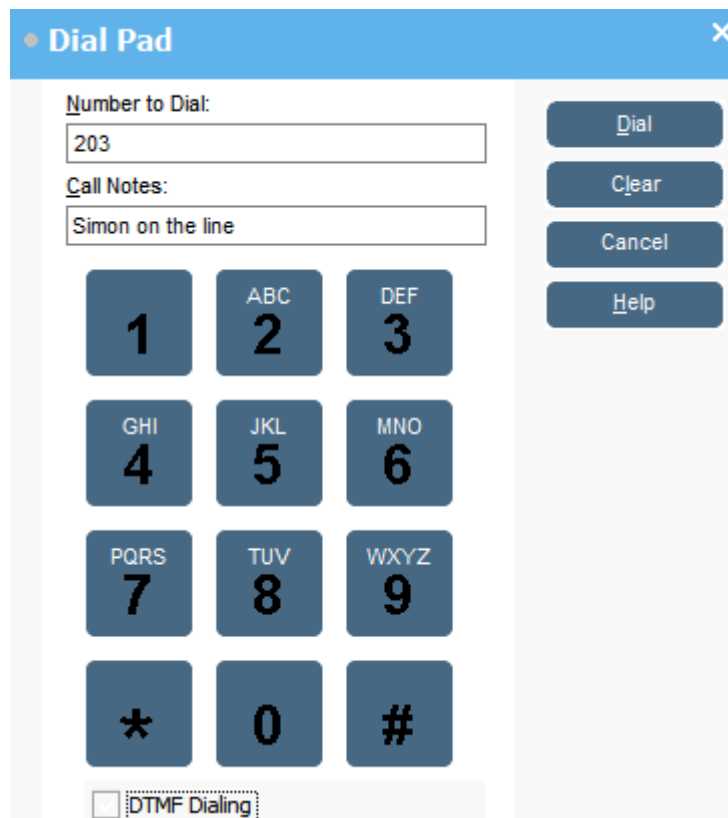 Dial Pad
Number to Dial:
203
Call Notes:
Simon on the line
Dial
Clear
Cancel
Help
1
ABC
2
DEF
3
GHI
4
JKL
5
MNO
6
PQRS
7
TUV
8
WXYZ
9
*
0
#
DTMF Dialing